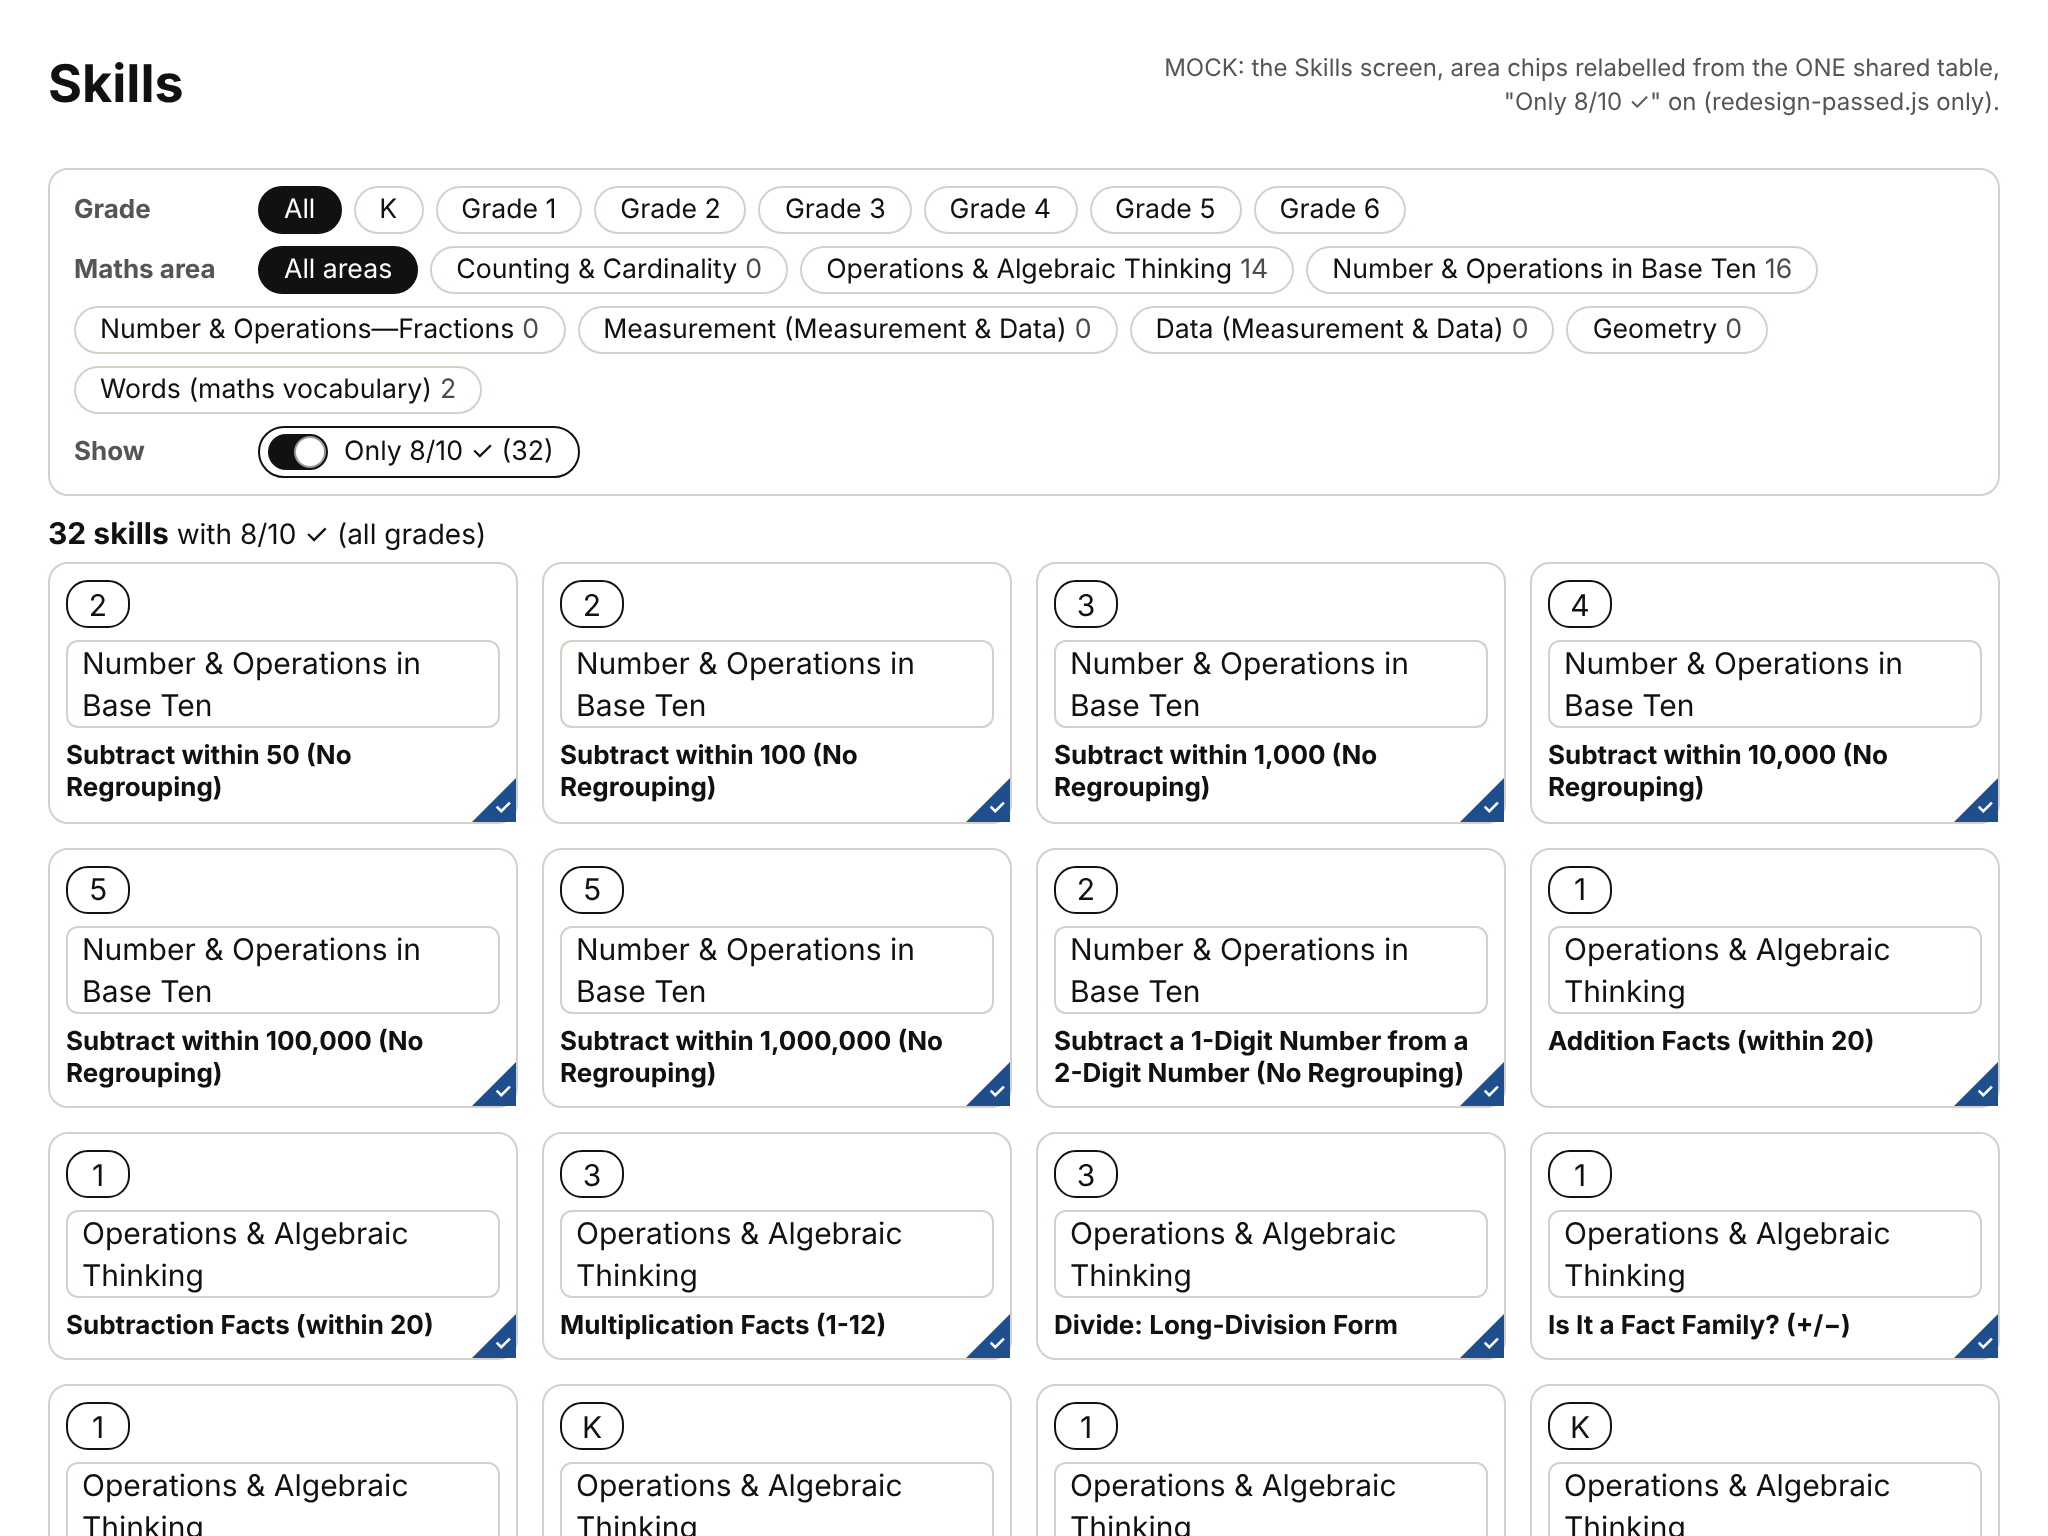 Skills
MOCK: the Skills screen, area chips relabelled from the ONE shared table,
"Only 8/10 ✓" on (redesign-passed.js only).
Grade All K Grade 1 Grade 2 Grade 3 Grade 4 Grade 5 Grade 6
Maths area All areas Counting & Cardinality 0 Operations & Algebraic Thinking 14 Number & Operations in Base Ten 16
Number & Operations—Fractions 0 Measurement (Measurement & Data) 0 Data (Measurement & Data) 0 Geometry 0
Words (maths vocabulary) 2
Show Only 8/10 ✓ (32)
32 skills with 8/10 ✓ (all grades)
2
Number & Operations in
Base Ten
Subtract within 50 (No
Regrouping)
✓
2
Number & Operations in
Base Ten
Subtract within 100 (No
Regrouping)
✓
3
Number & Operations in
Base Ten
Subtract within 1,000 (No
Regrouping)
✓
4
Number & Operations in
Base Ten
Subtract within 10,000 (No
Regrouping)
✓
5
Number & Operations in
Base Ten
Subtract within 100,000 (No
Regrouping)
✓
5
Number & Operations in
Base Ten
Subtract within 1,000,000 (No
Regrouping)
✓
2
Number & Operations in
Base Ten
Subtract a 1-Digit Number from a
2-Digit Number (No Regrouping)
✓
1
Operations & Algebraic
Thinking
Addition Facts (within 20)
✓
1
Operations & Algebraic
Thinking
Subtraction Facts (within 20)
✓
3
Operations & Algebraic
Thinking
Multiplication Facts (1-12)
✓
3
Operations & Algebraic
Thinking
Divide: Long-Division Form
✓
1
Operations & Algebraic
Thinking
Is It a Fact Family? (+/−)
✓
1
Operations & Algebraic
Thinking
K
Operations & Algebraic
Thinking
1
Operations & Algebraic
Thinking
K
Operations & Algebraic
Thinking